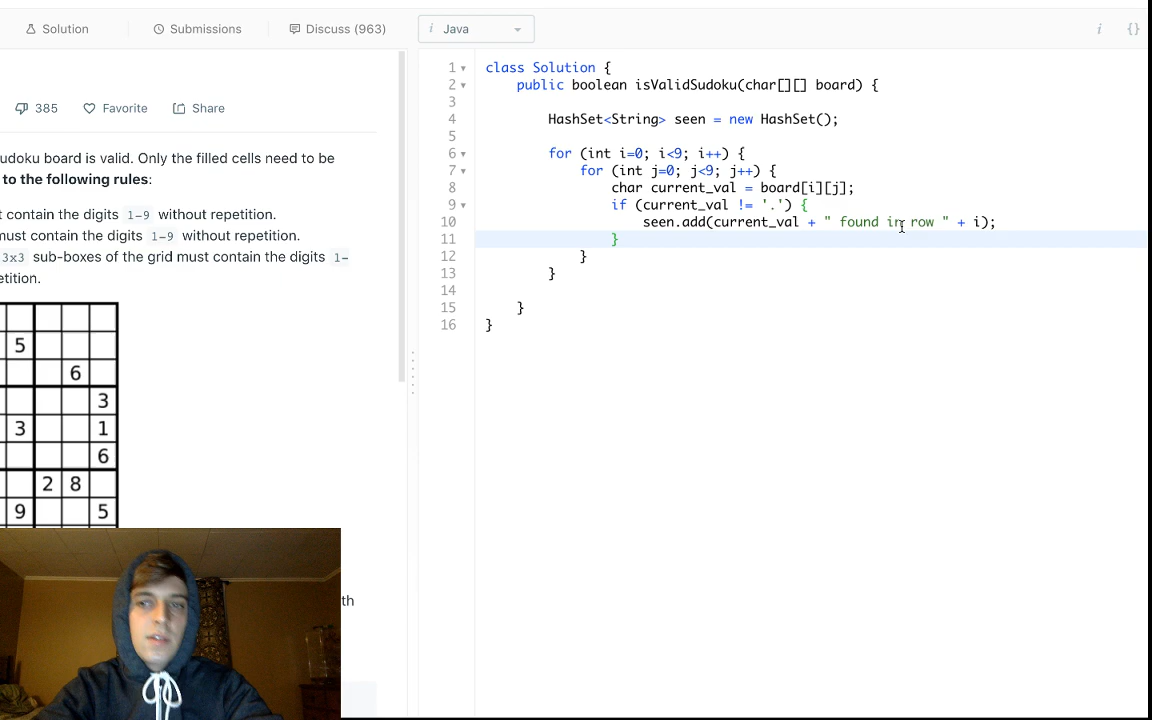 Solution
Submissions
Discuss (963)
i Java
i {}
385
Favorite
Share
udoku board is valid. Only the filled cells need to be
to the following rules:
t contain the digits 1-9 without repetition.
must contain the digits 1-9 without repetition.
3x3 sub-boxes of the grid must contain the digits 1-
etition.
5
6
3
3 1
6
2 8
9 5
th
1 class Solution {
2 public boolean isValidSudoku(char[][] board) {
3
4 HashSet<String> seen = new HashSet();
5
6 for (int i=0; i<9; i++) {
7 for (int j=0; j<9; j++) {
8 char current_val = board[i][j];
9 if (current_val != '.') {
10 seen.add(current_val + " found in row " + i);
11 }
12 }
13 }
14
15 }
16 }